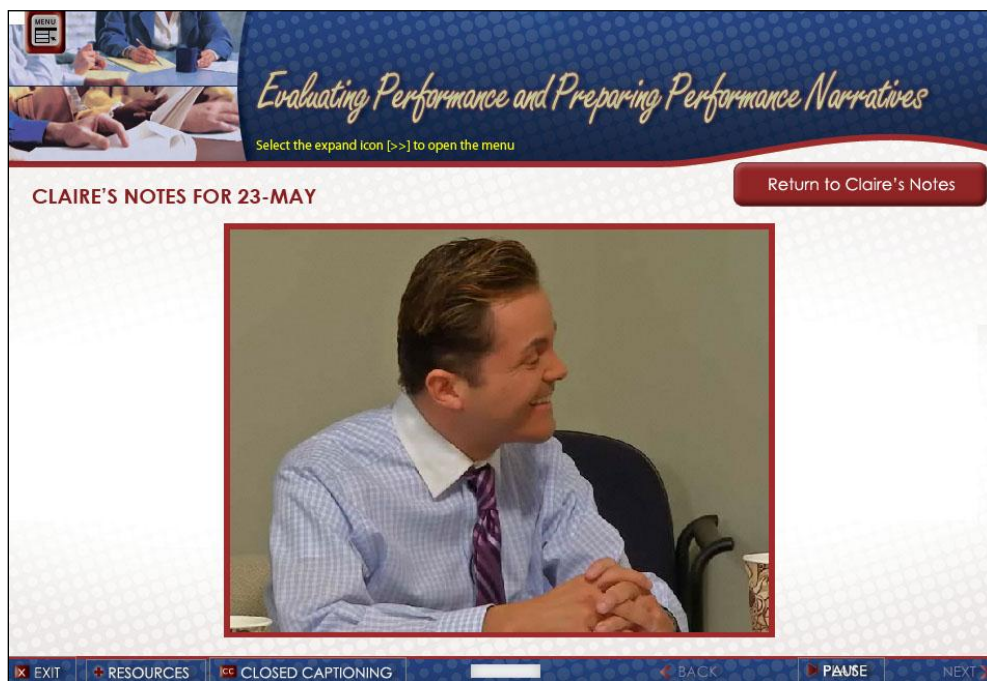 MENU
Evaluating Performance and Preparing Performance Narratives
Select the expand icon [>>] to open the menu
Return to Claire's Notes
CLAIRE'S NOTES FOR 23-MAY
EXIT
RESOURCES
CC CLOSED CAPTIONING
BACK
PAUSE
NEXT